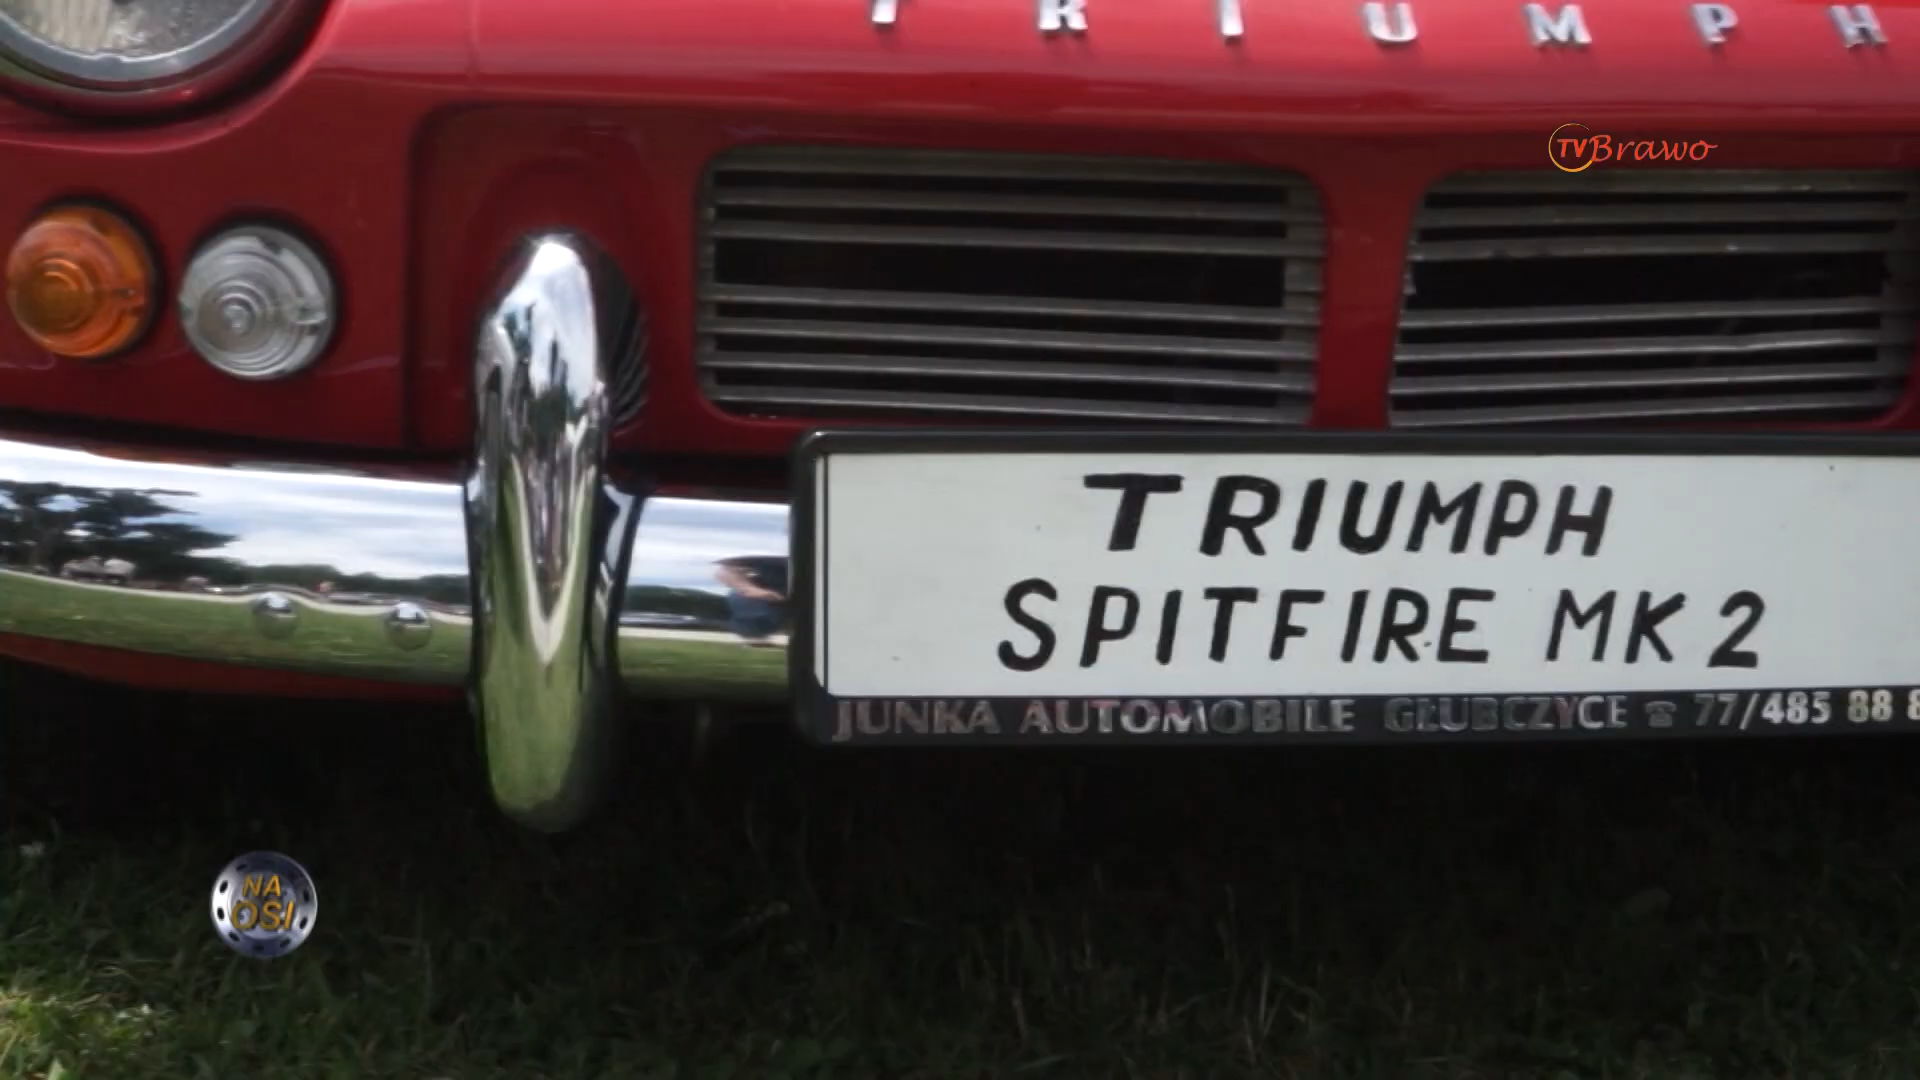 TRIUMPH
TVBrawo
TRIUMPH
SPITFIRE MK2
JUNKA AUTOMOBILE GŁUBCZYCE ☎ 77/485 88
NA
OSI